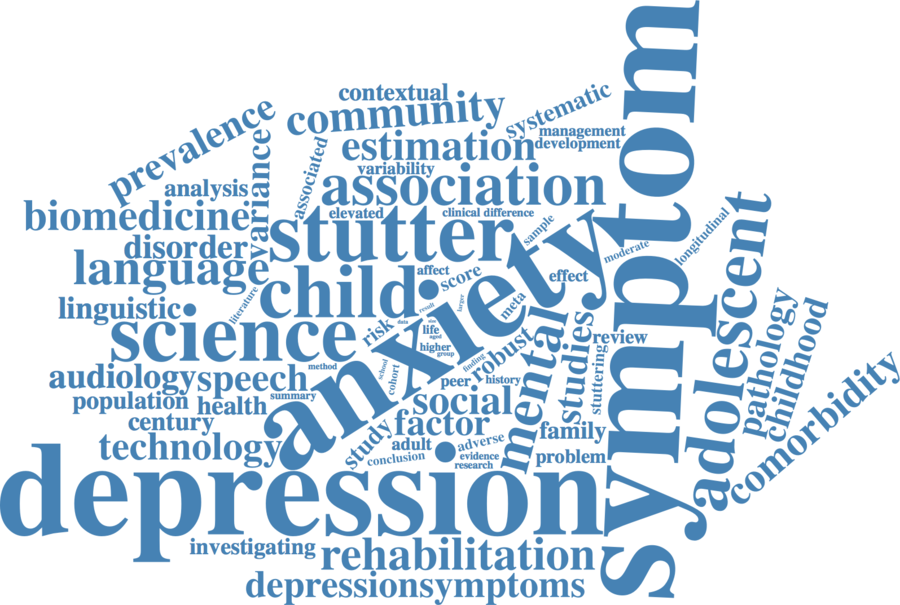 symptom
contextual
community
systematic
prevalence
management
development
estimation
variance
associated
variability
analysis
association
biomedicine
elevated
clinical difference
stutter
sample
longitudinal
adolescent
disorder
language
anxiety
moderate
affect
score
effect
child
literature
result
larger
meta
linguistic
science
risk
data
life
aged
higher
group
robust
mental
studies
review
pathology
childhood
method
school
cohort
finding
peer
history
stuttering
comorbidity
audiology
speech
summary
population
health
social
century
factor
family
technology
study
adult
adverse
conclusion
evidence
research
problem
depression
investigating
rehabilitation
depressionsymptoms